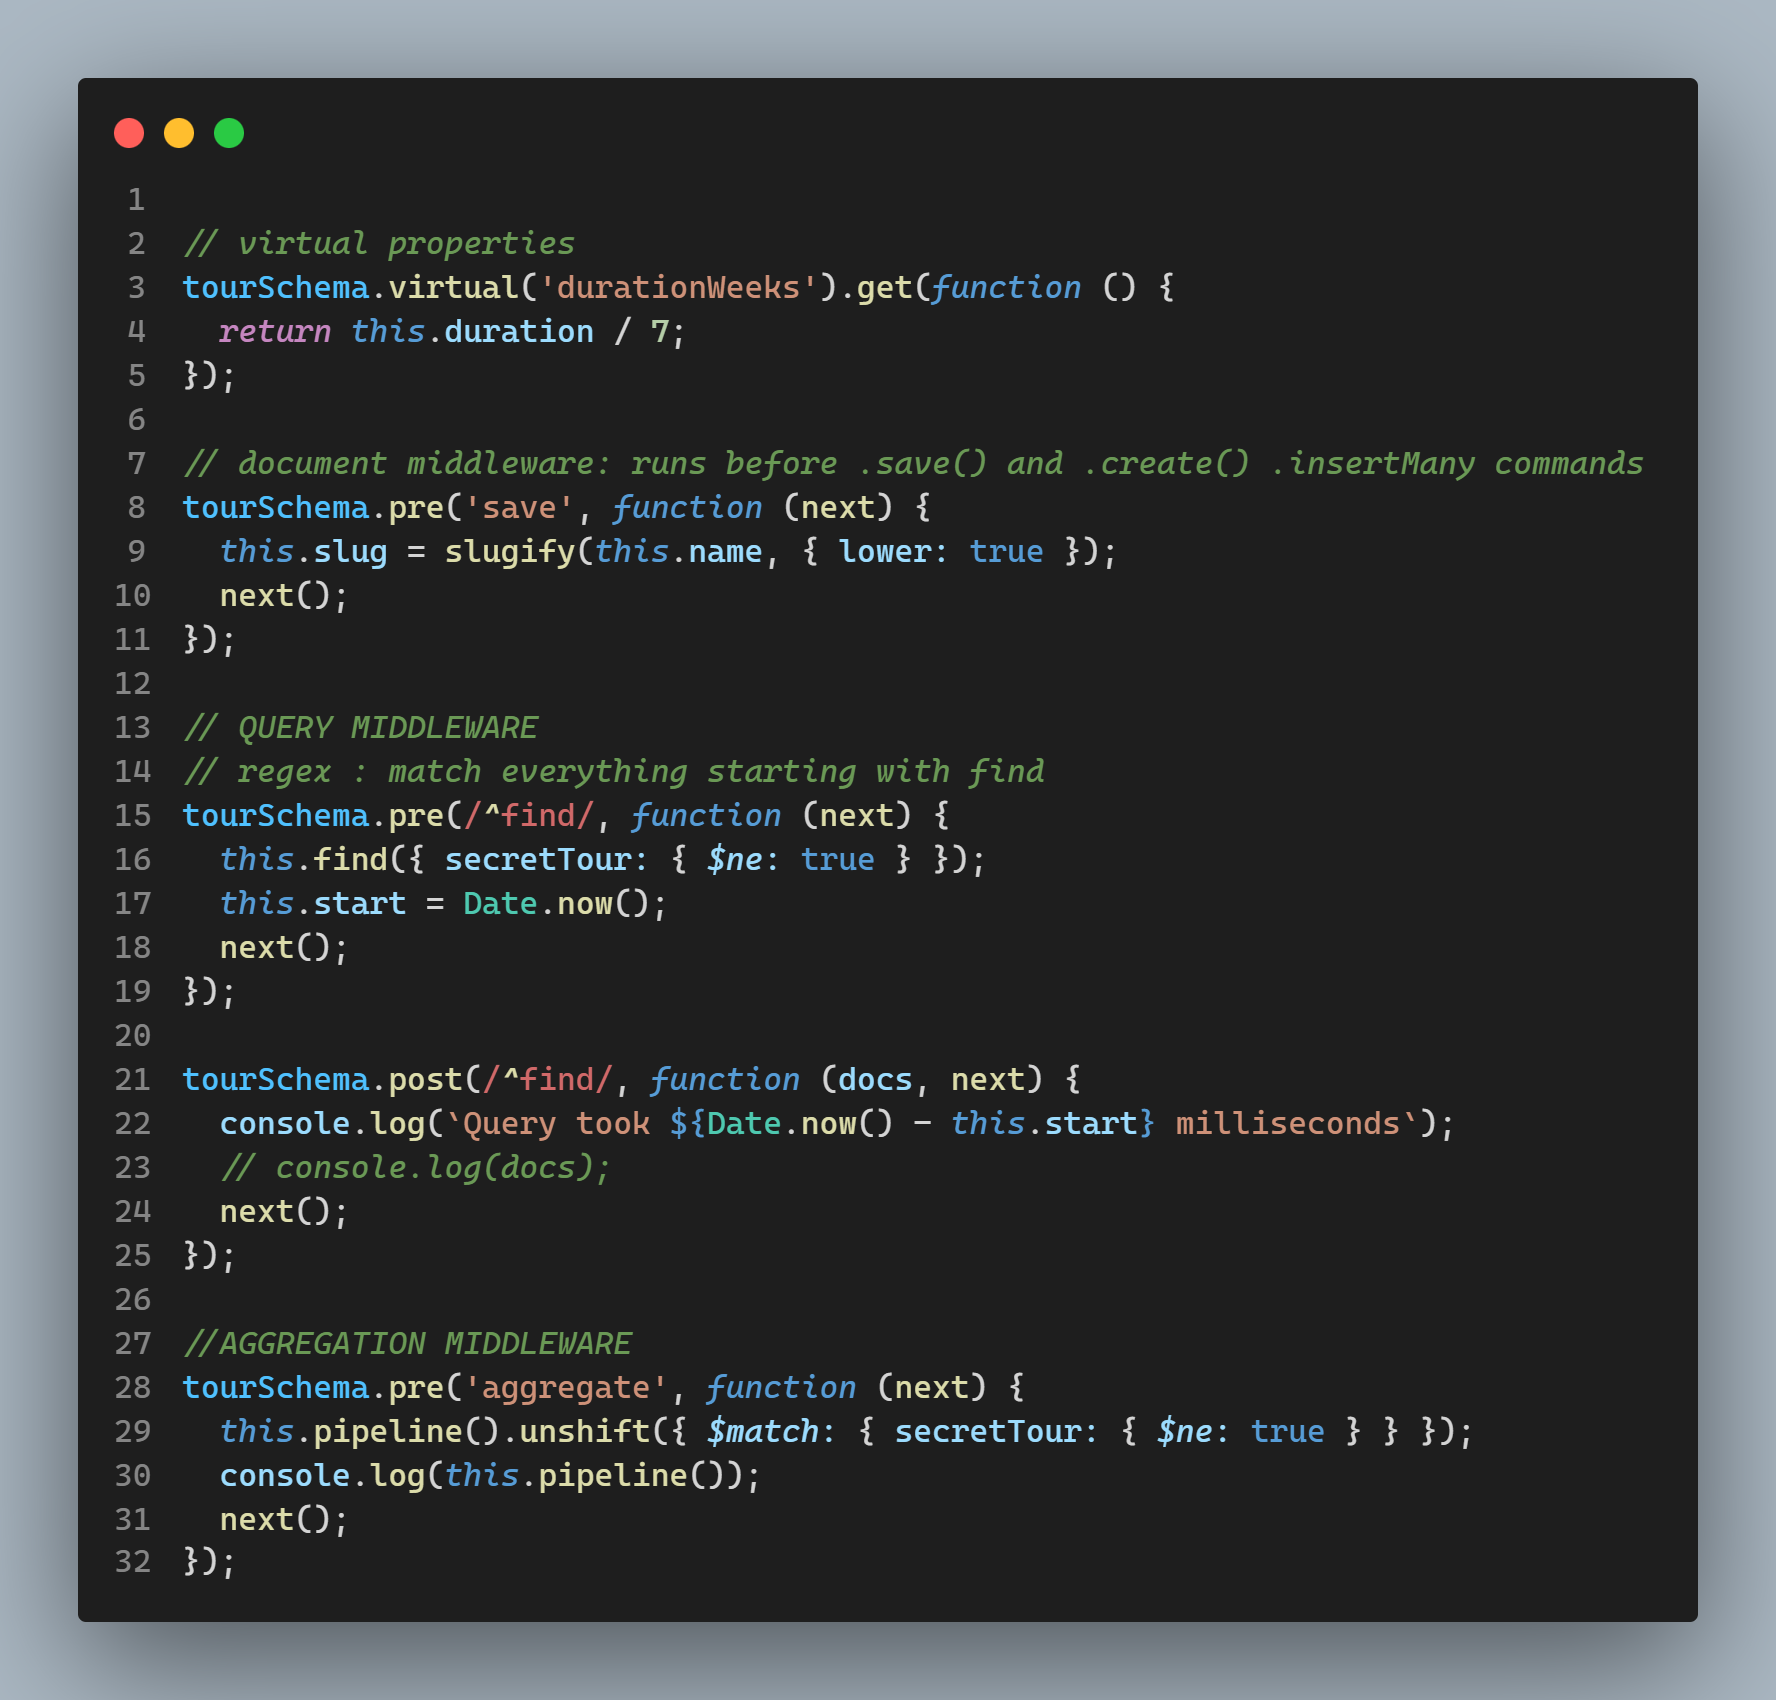 1
2 // virtual properties
3 tourSchema.virtual('durationWeeks').get(function () {
4   return this.duration / 7;
5 });
6
7 // document middleware: runs before .save() and .create() .insertMany commands
8 tourSchema.pre('save', function (next) {
9   this.slug = slugify(this.name, { lower: true });
10   next();
11 });
12
13 // QUERY MIDDLEWARE
14 // regex : match everything starting with find
15 tourSchema.pre(/^find/, function (next) {
16   this.find({ secretTour: { $ne: true } });
17   this.start = Date.now();
18   next();
19 });
20
21 tourSchema.post(/^find/, function (docs, next) {
22   console.log(`Query took ${Date.now() - this.start} milliseconds`);
23   // console.log(docs);
24   next();
25 });
26
27 //AGGREGATION MIDDLEWARE
28 tourSchema.pre('aggregate', function (next) {
29   this.pipeline().unshift({ $match: { secretTour: { $ne: true } } });
30   console.log(this.pipeline());
31   next();
32 });